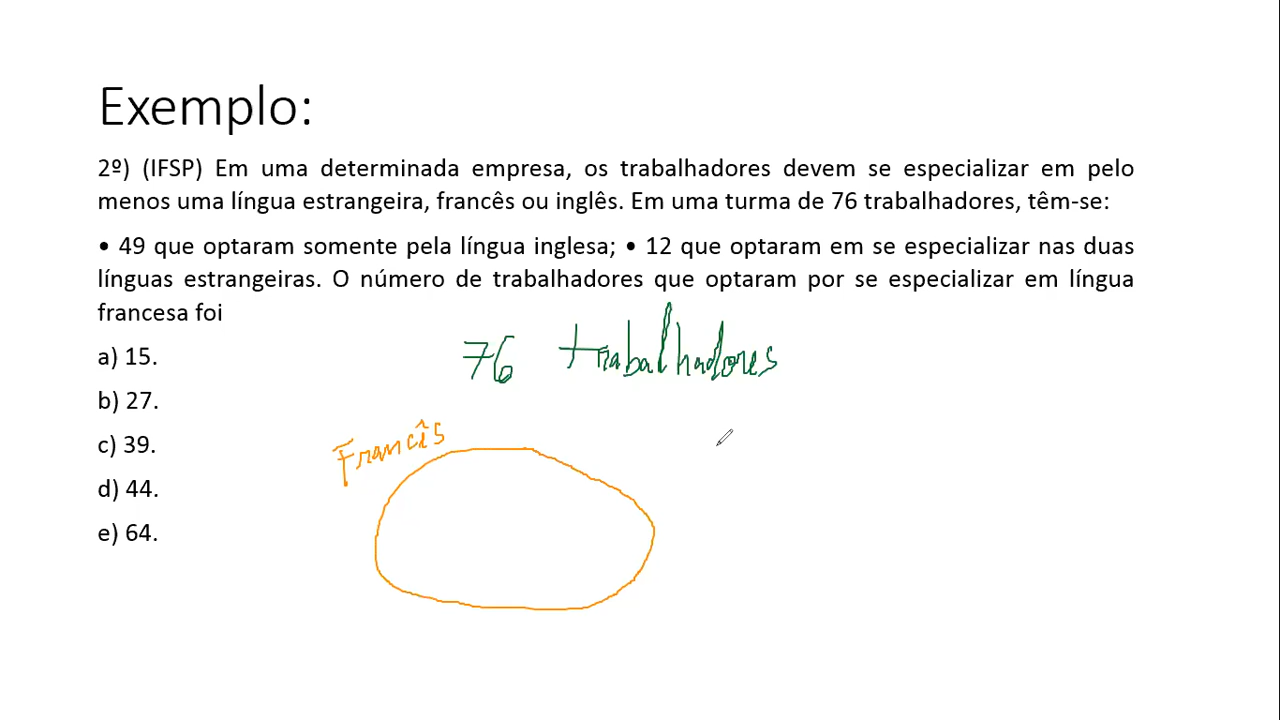 Exemplo:
2º) (IFSP) Em uma determinada empresa, os trabalhadores devem se especializar em pelo
menos uma língua estrangeira, francês ou inglês. Em uma turma de 76 trabalhadores, têm-se:
• 49 que optaram somente pela língua inglesa; • 12 que optaram em se especializar nas duas
línguas estrangeiras. O número de trabalhadores que optaram por se especializar em língua
francesa foi
a) 15.
76 trabalhadores
b) 27.
c) 39.
Francês
d) 44.
e) 64.